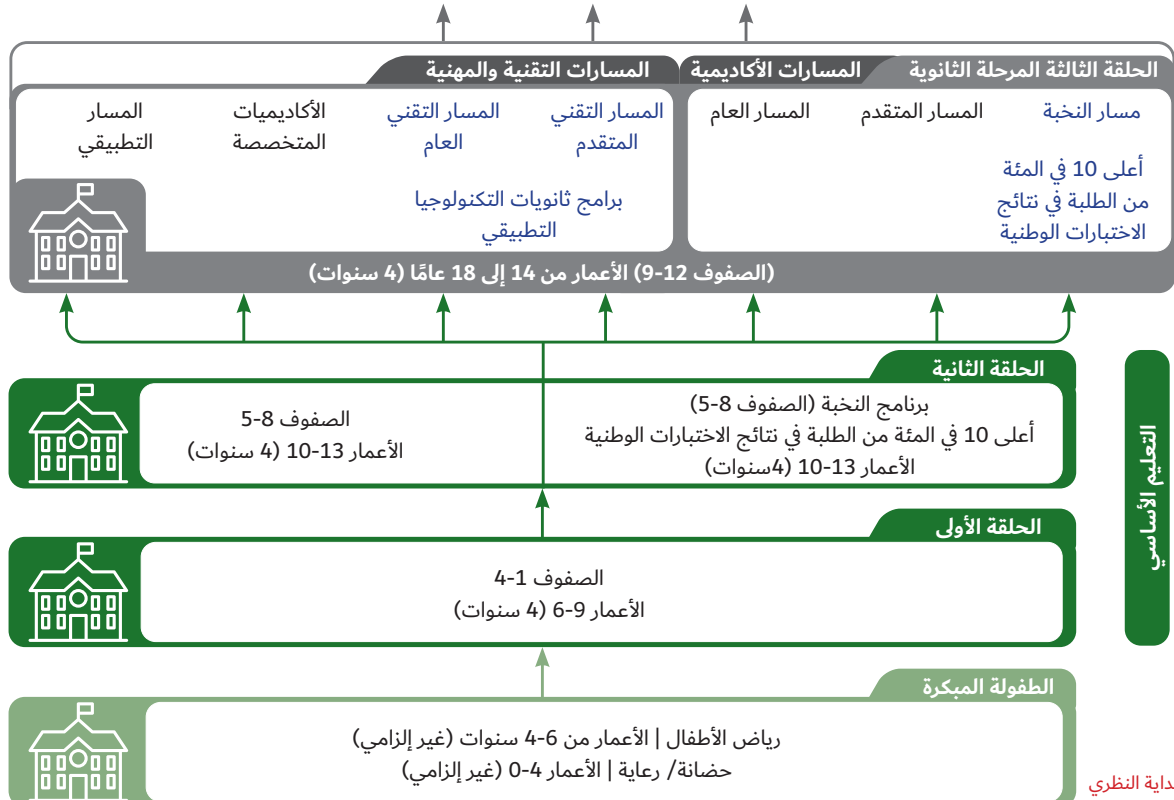 الحلقة الثالثة المرحلة الثانوية
المسارات الأكاديمية
المسارات التقنية والمهنية
مسار النخبة
المسار المتقدم
المسار العام
أعلى 10 في المئة
من الطلبة في نتائج
الاختبارات الوطنية
المسار التقني
المتقدم
المسار التقني
العام
الأكاديميات
المتخصصة
المسار
التطبيقي
برامج ثانويات التكنولوجيا
التطبيقي
(الصفوف 12-9) الأعمار من 14 إلى 18 عامًا (4 سنوات)
التعليم الأساسي
الحلقة الثانية
برنامج النخبة (الصفوف 8-5)
أعلى 10 في المئة من الطلبة في نتائج الاختبارات الوطنية
الأعمار 13-10 (4سنوات)
الصفوف 8-5
الأعمار 13-10 (4 سنوات)
الحلقة الأولى
الصفوف 1-4
الأعمار 9-6 (4 سنوات)
الطفولة المبكرة
رياض الأطفال | الأعمار من 6-4 سنوات (غير إلزامي)
حضانة/ رعاية | الأعمار 4-0 (غير إلزامي)
داية النظري